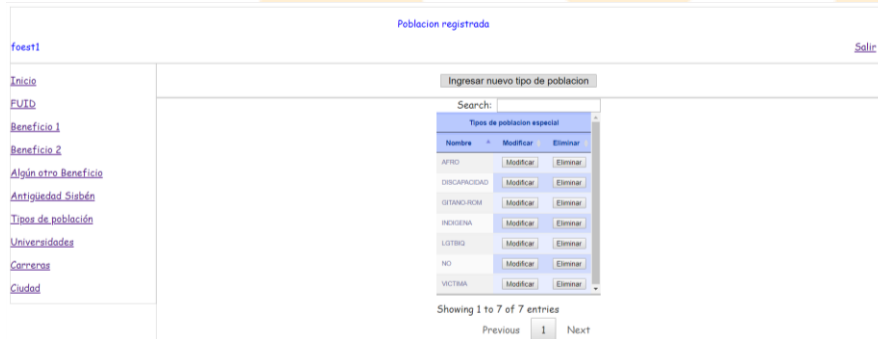 Poblacion registrada
foest1
Salir
Inicio
FUID
Beneficio 1
Beneficio 2
Algún otro Beneficio
Antigüedad Sisbén
Tipos de población
Universidades
Carreras
Ciudad
Ingresar nuevo tipo de poblacion
Search:
Tipos de poblacion especial
Nombre Modificar Eliminar
AFRO Modificar Eliminar
DISCAPACIDAD Modificar Eliminar
GITANO-ROM Modificar Eliminar
INDIGENA Modificar Eliminar
LGTBIQ Modificar Eliminar
NO Modificar Eliminar
VICTIMA Modificar Eliminar
Showing 1 to 7 of 7 entries
Previous 1 Next